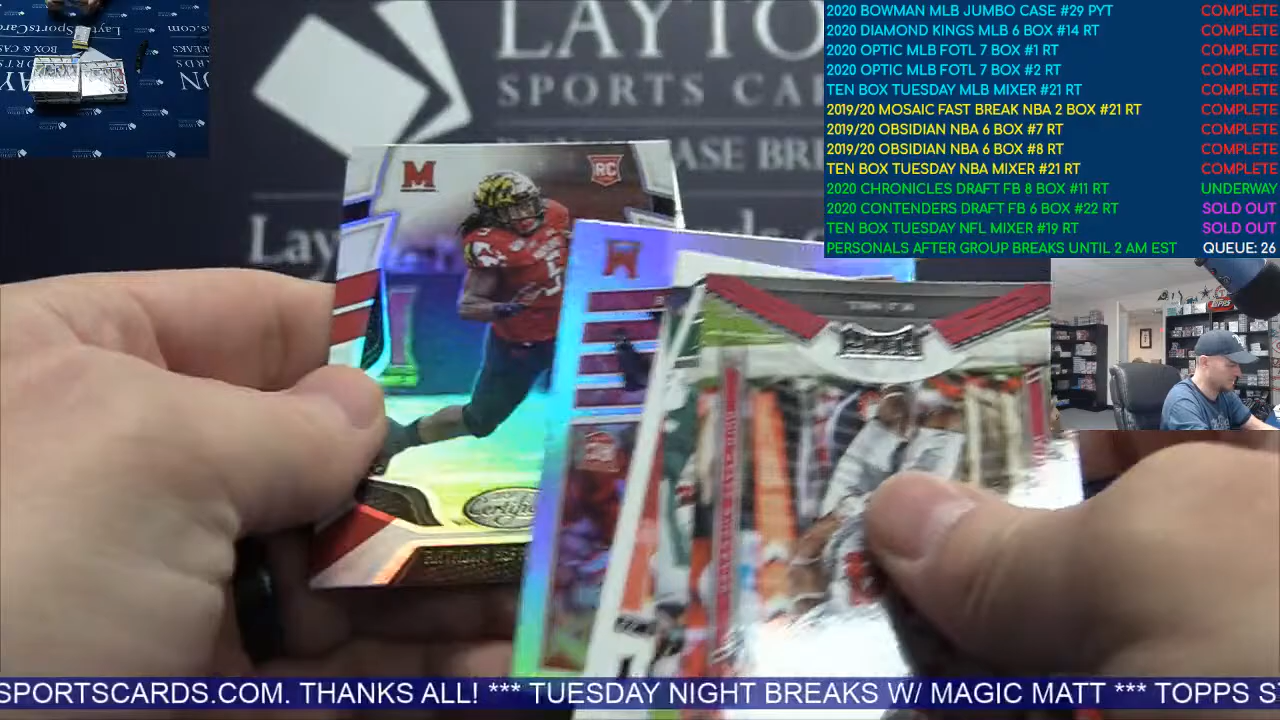 2020 BOWMAN MLB JUMBO CASE #29 PYT COMPLETE
2020 DIAMOND KINGS MLB 6 BOX #14 RT COMPLETE
2020 OPTIC MLB FOTL 7 BOX #1 RT COMPLETE
2020 OPTIC MLB FOTL 7 BOX #2 RT COMPLETE
TEN BOX TUESDAY MLB MIXER #21 RT COMPLETE
2019/20 MOSAIC FAST BREAK NBA 2 BOX #21 RT COMPLETE
2019/20 OBSIDIAN NBA 6 BOX #7 RT COMPLETE
2019/20 OBSIDIAN NBA 6 BOX #8 RT COMPLETE
TEN BOX TUESDAY NBA MIXER #21 RT COMPLETE
2020 CHRONICLES DRAFT FB 8 BOX #11 RT UNDERWAY
2020 CONTENDERS DRAFT FB 6 BOX #22 RT SOLD OUT
TEN BOX TUESDAY NFL MIXER #19 RT SOLD OUT
PERSONALS AFTER GROUP BREAKS UNTIL 2 AM EST QUEUE: 26
LAYTO
SPORTS CA
ASE BRE
Lay
M
RC
Certified
SPORTSCARDS.COM. THANKS ALL! *** TUESDAY NIGHT BREAKS W/ MAGIC MATT *** TOPPS ST